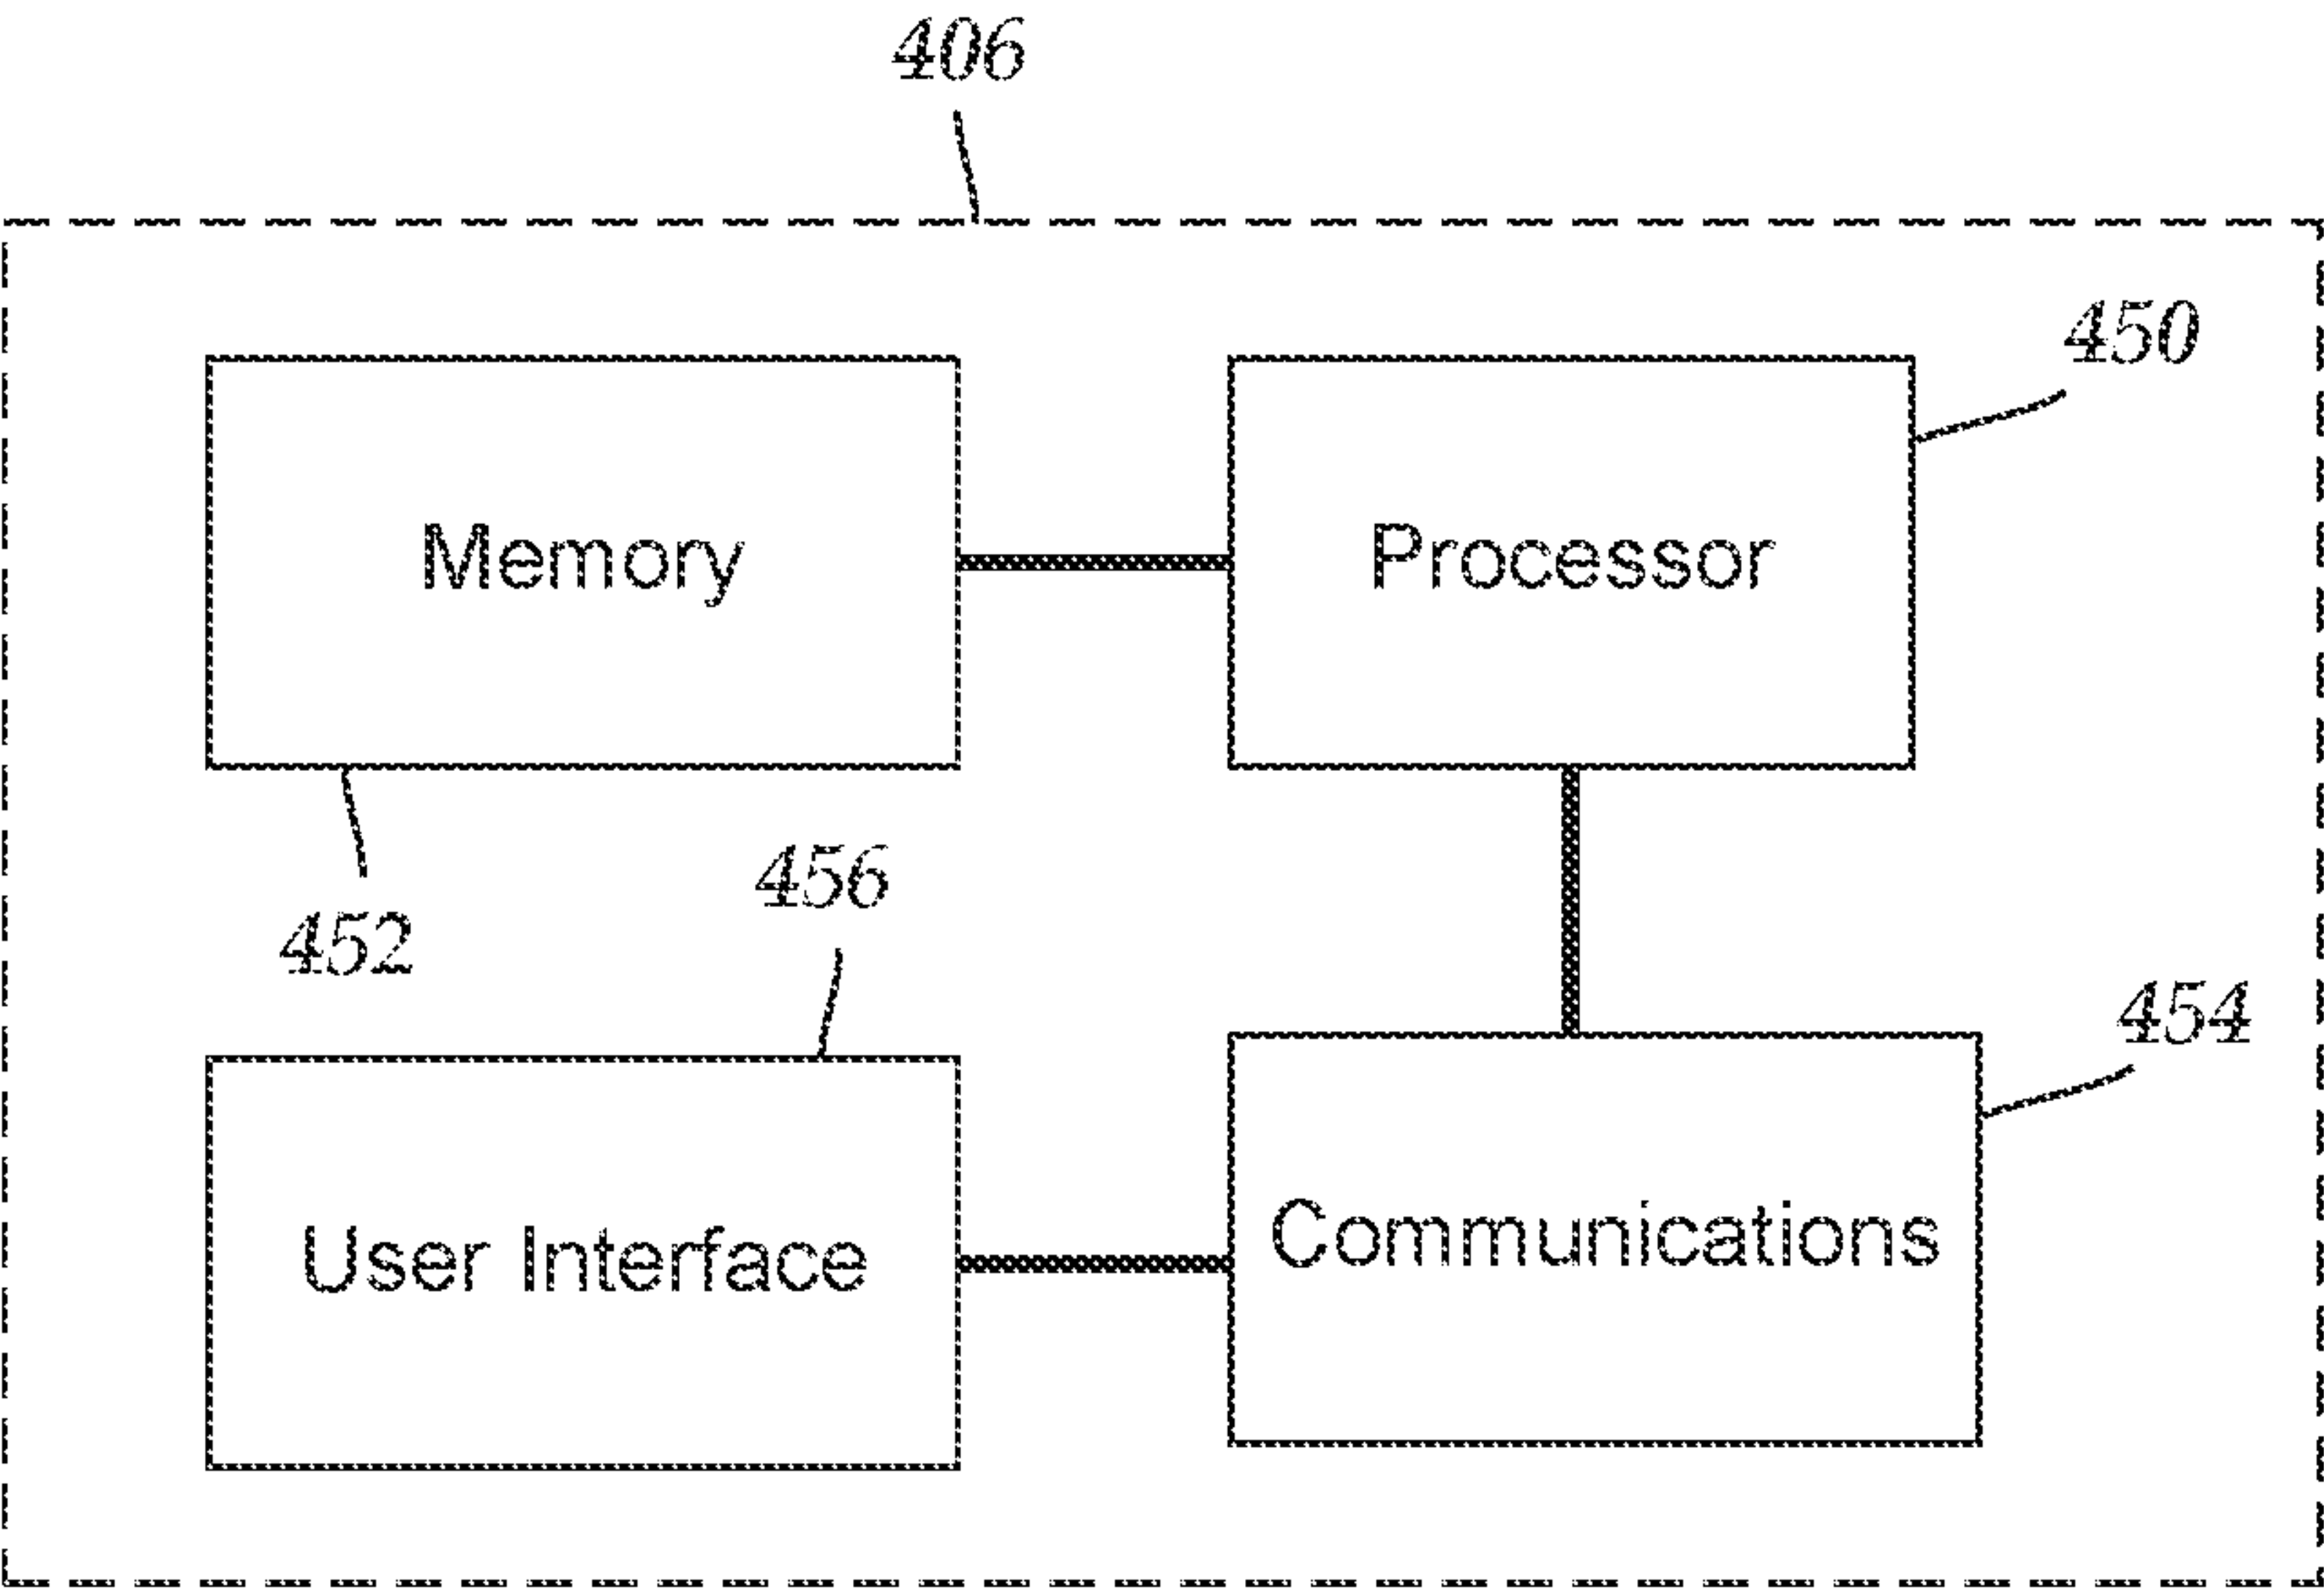 406
450
Memory
Processor
452
456
454
User Interface
Communications